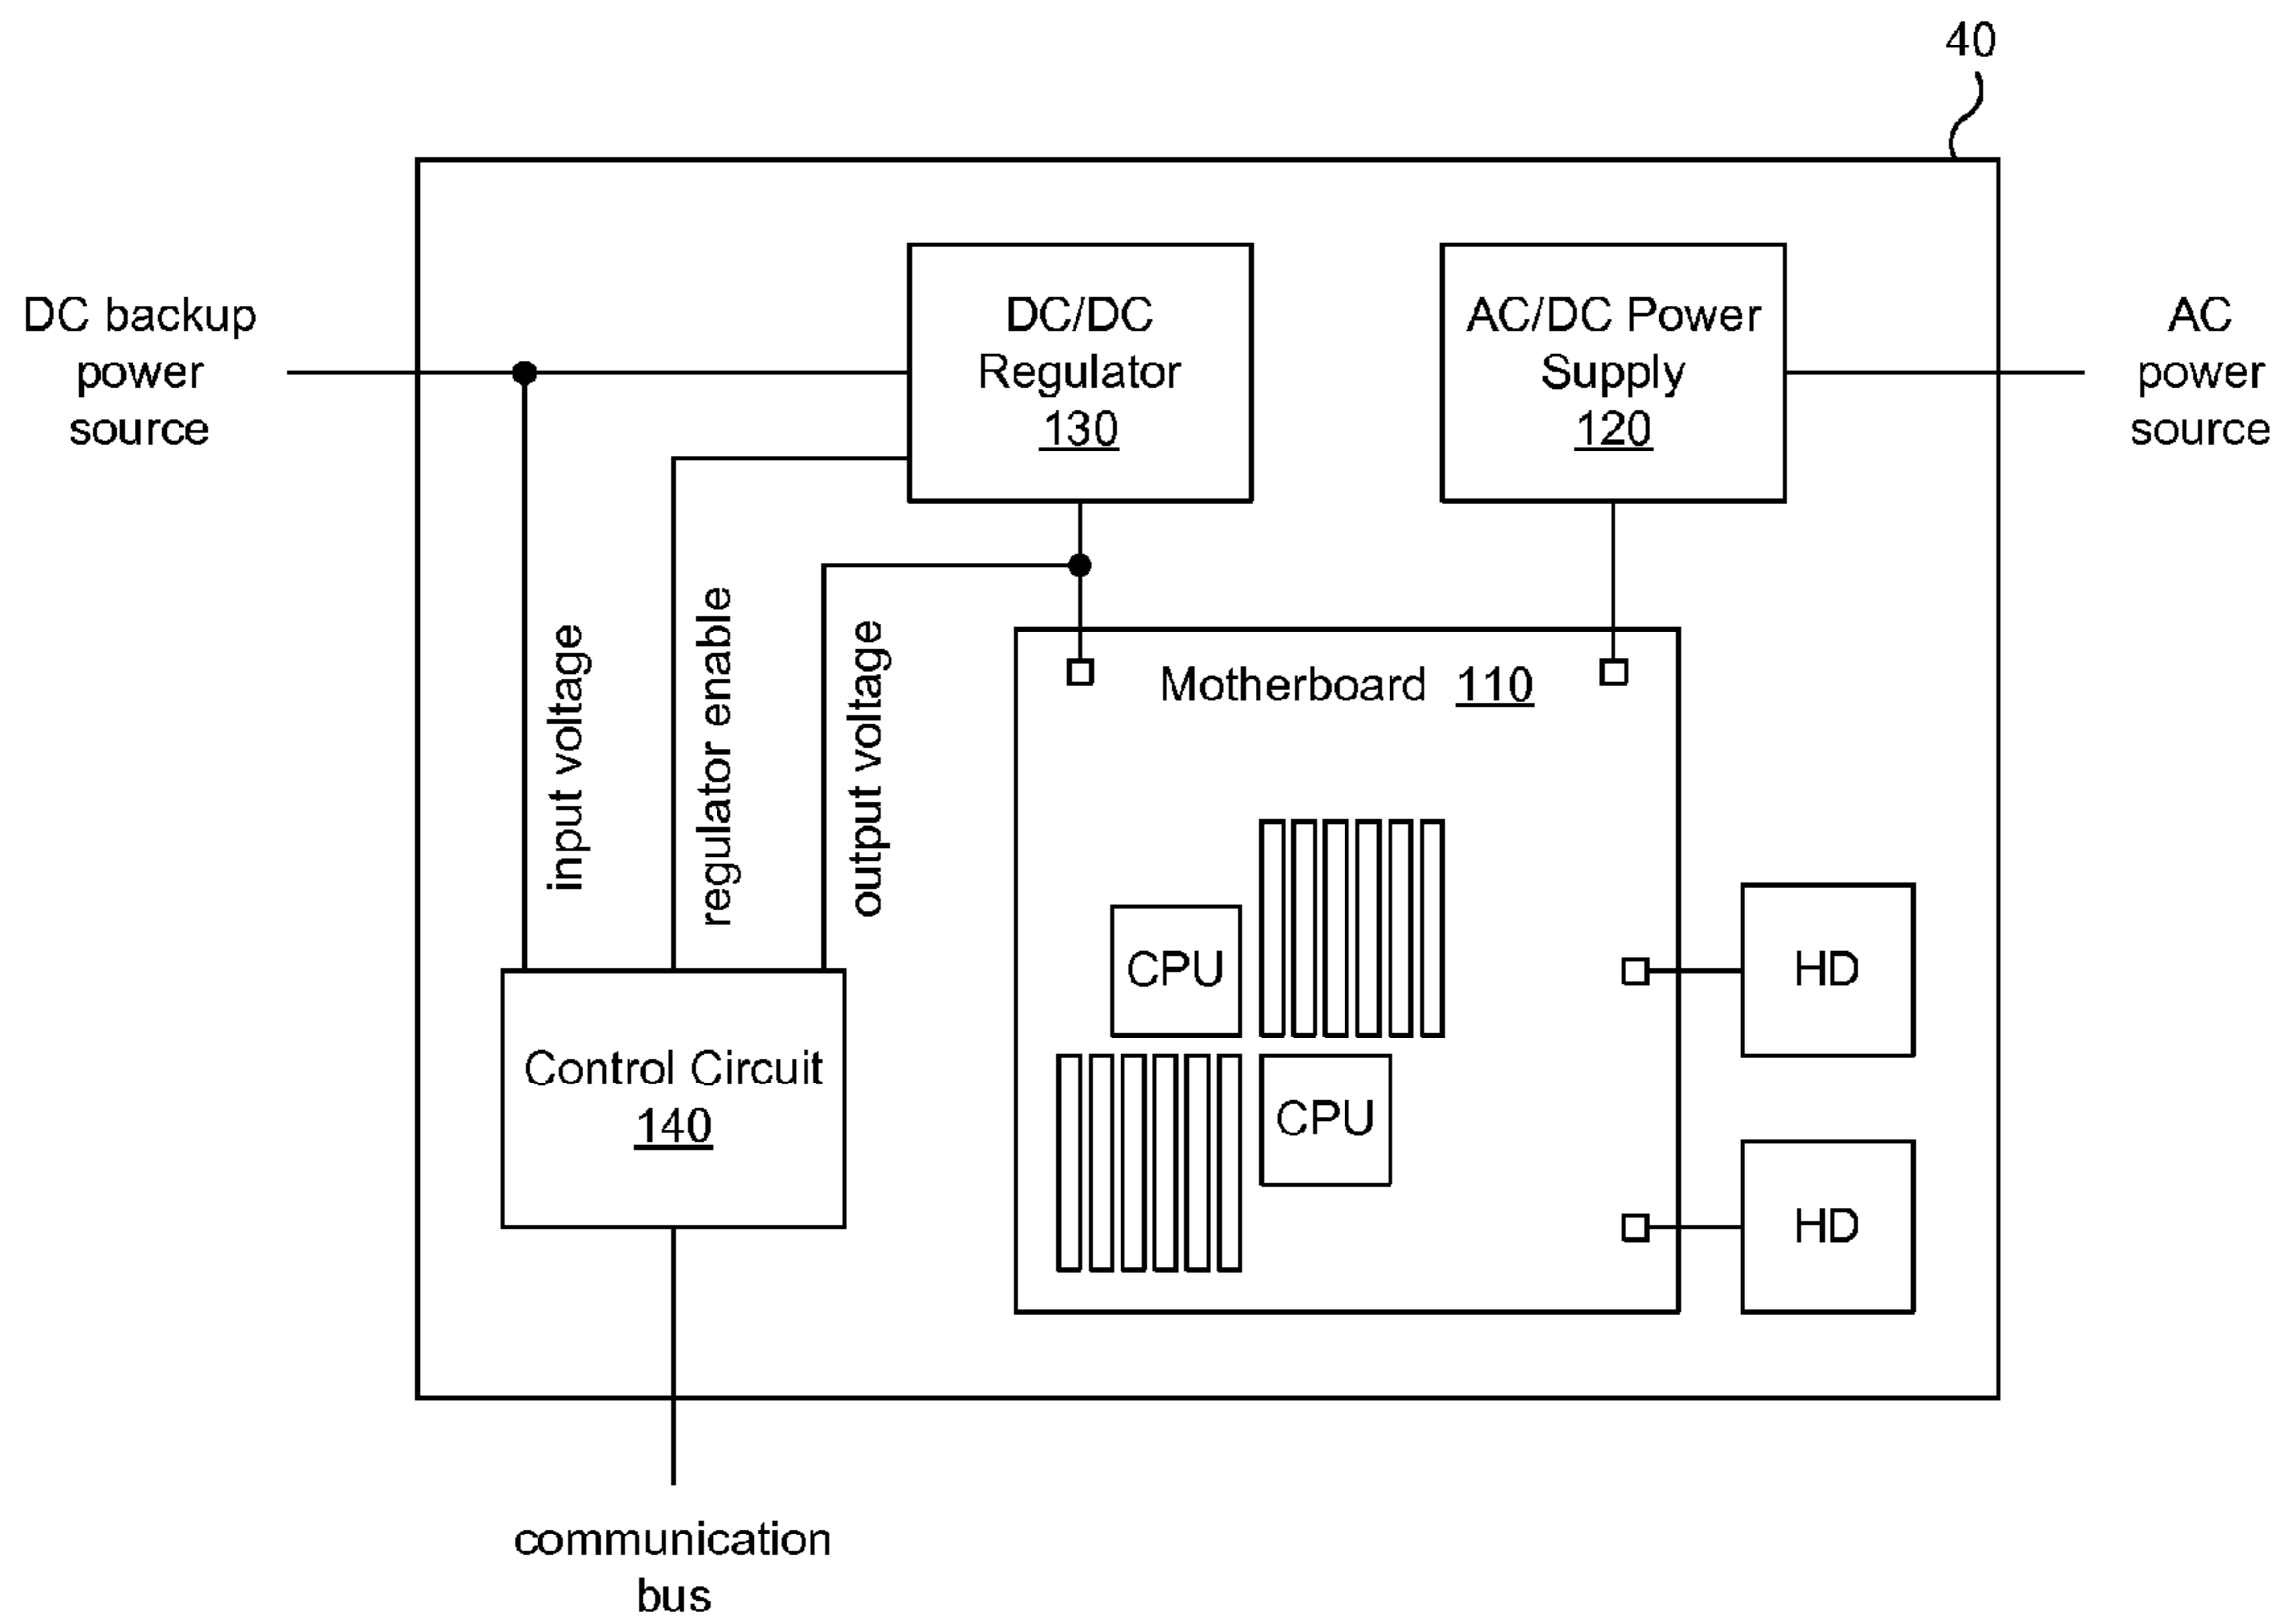 40
DC backup
power
source
DC/DC
Regulator
130
AC/DC Power
Supply
120
AC
power
source
input voltage
regulator enable
output voltage
Motherboard 110
CPU
HD
Control Circuit
140
CPU
HD
communication
bus